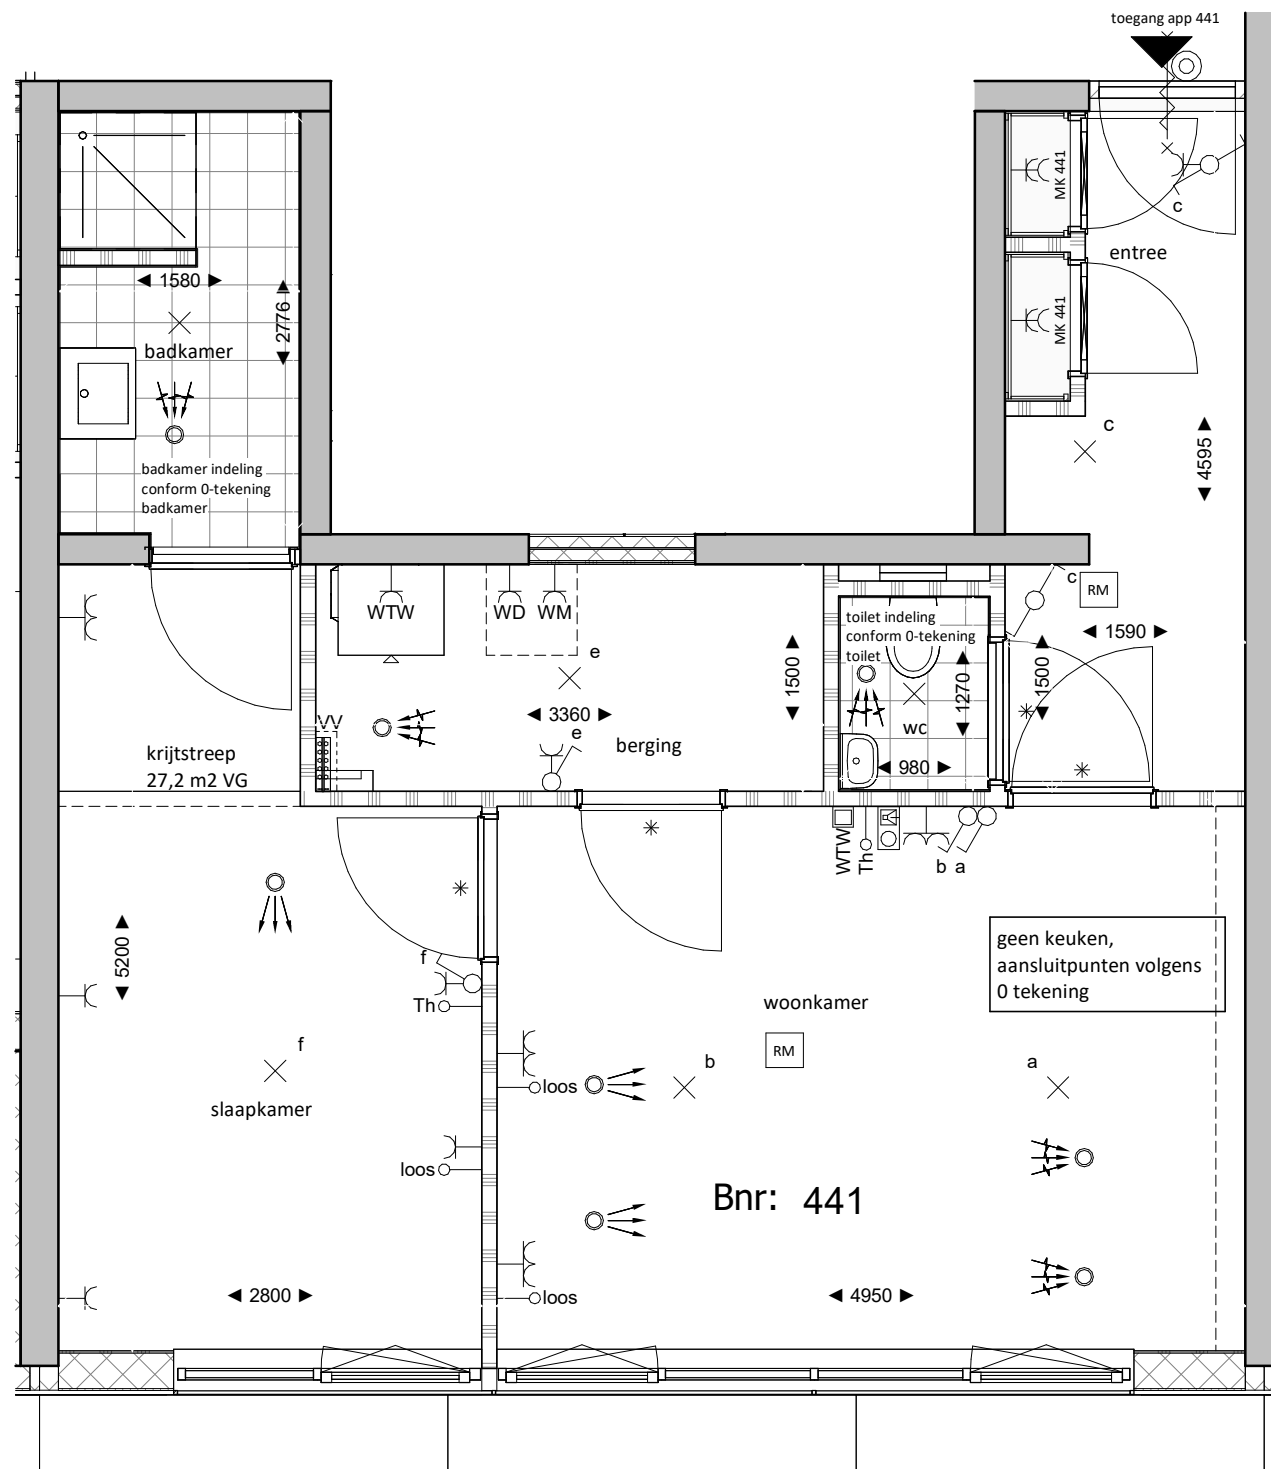 toegang app 441
MK 441
c
entree
1580
2776
MK 441
badkamer
c
4595
badkamer indeling
conform 0-tekening
badkamer
c
RM
WTW
WD
WM
toilet indeling
conform 0-tekening
toilet
1590
e
1500
1270
1500
VV
3360
e
berging
wc
krijtstreep
27,2 m2 VG
980
*
*
*
*
WTW
Th
b
a
5200
f
geen keuken,
aansluitpunten volgens
0 tekening
Th
woonkamer
f
RM
b
a
loos
slaapkamer
loos
Bnr: 441
2800
loos
4950